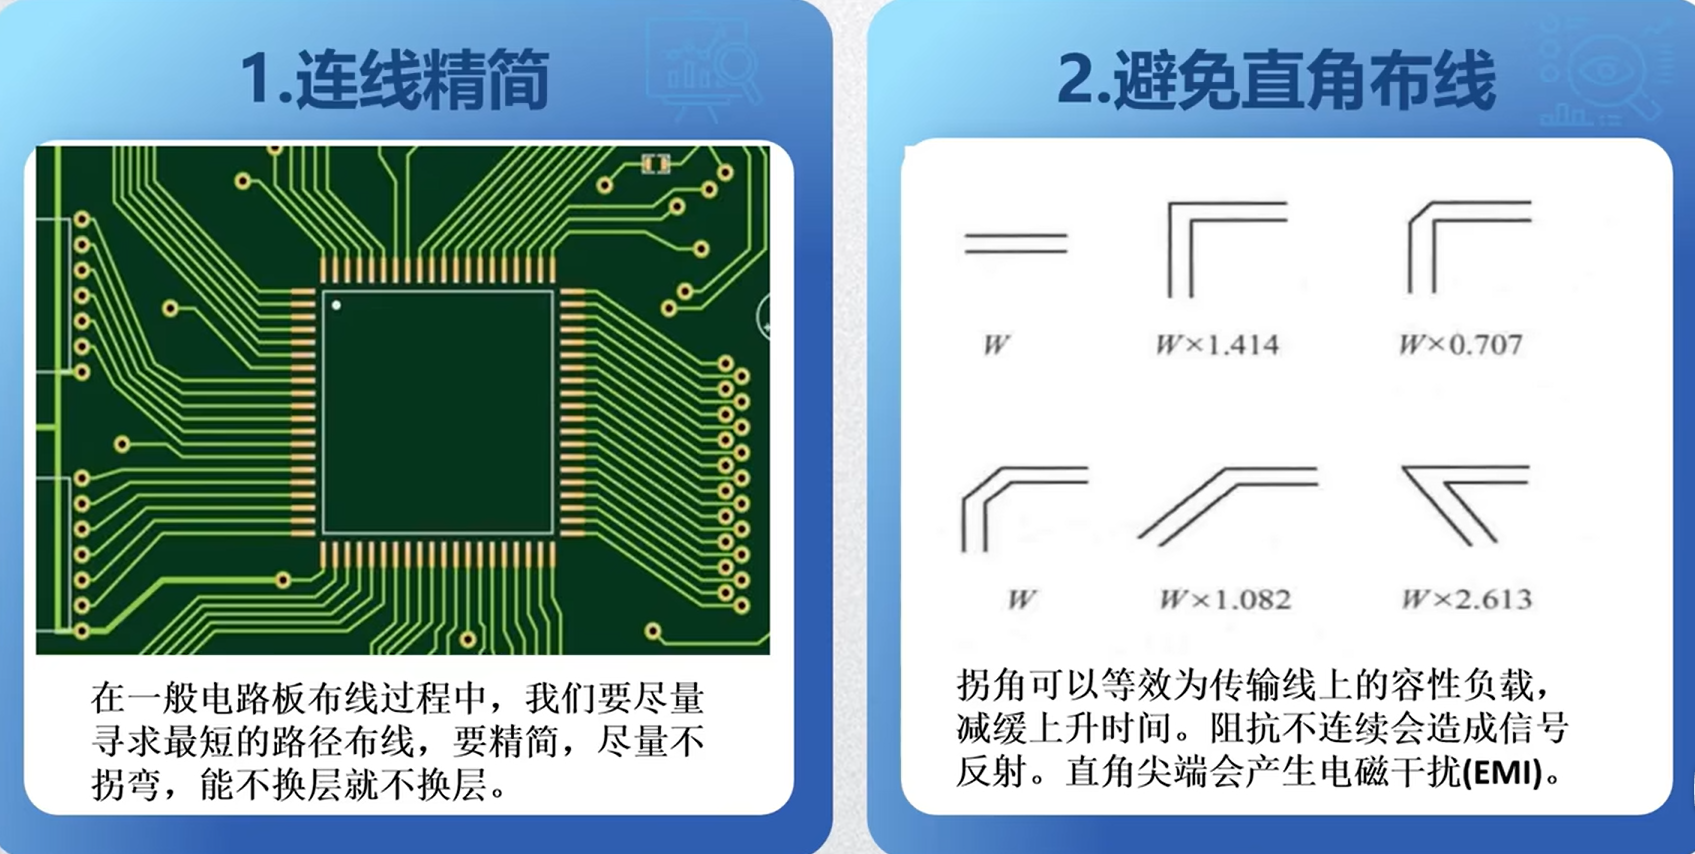 1.连线精简
在一般电路板布线过程中，我们要尽量
寻求最短的路径布线，要精简，尽量不
拐弯，能不换层就不换层。
2.避免直角布线
W
W×1.414
W×0.707
W
W×1.082
W×2.613
拐角可以等效为传输线上的容性负载，
减缓上升时间。阻抗不连续会造成信号
反射。直角尖端会产生电磁干扰(EMI)。